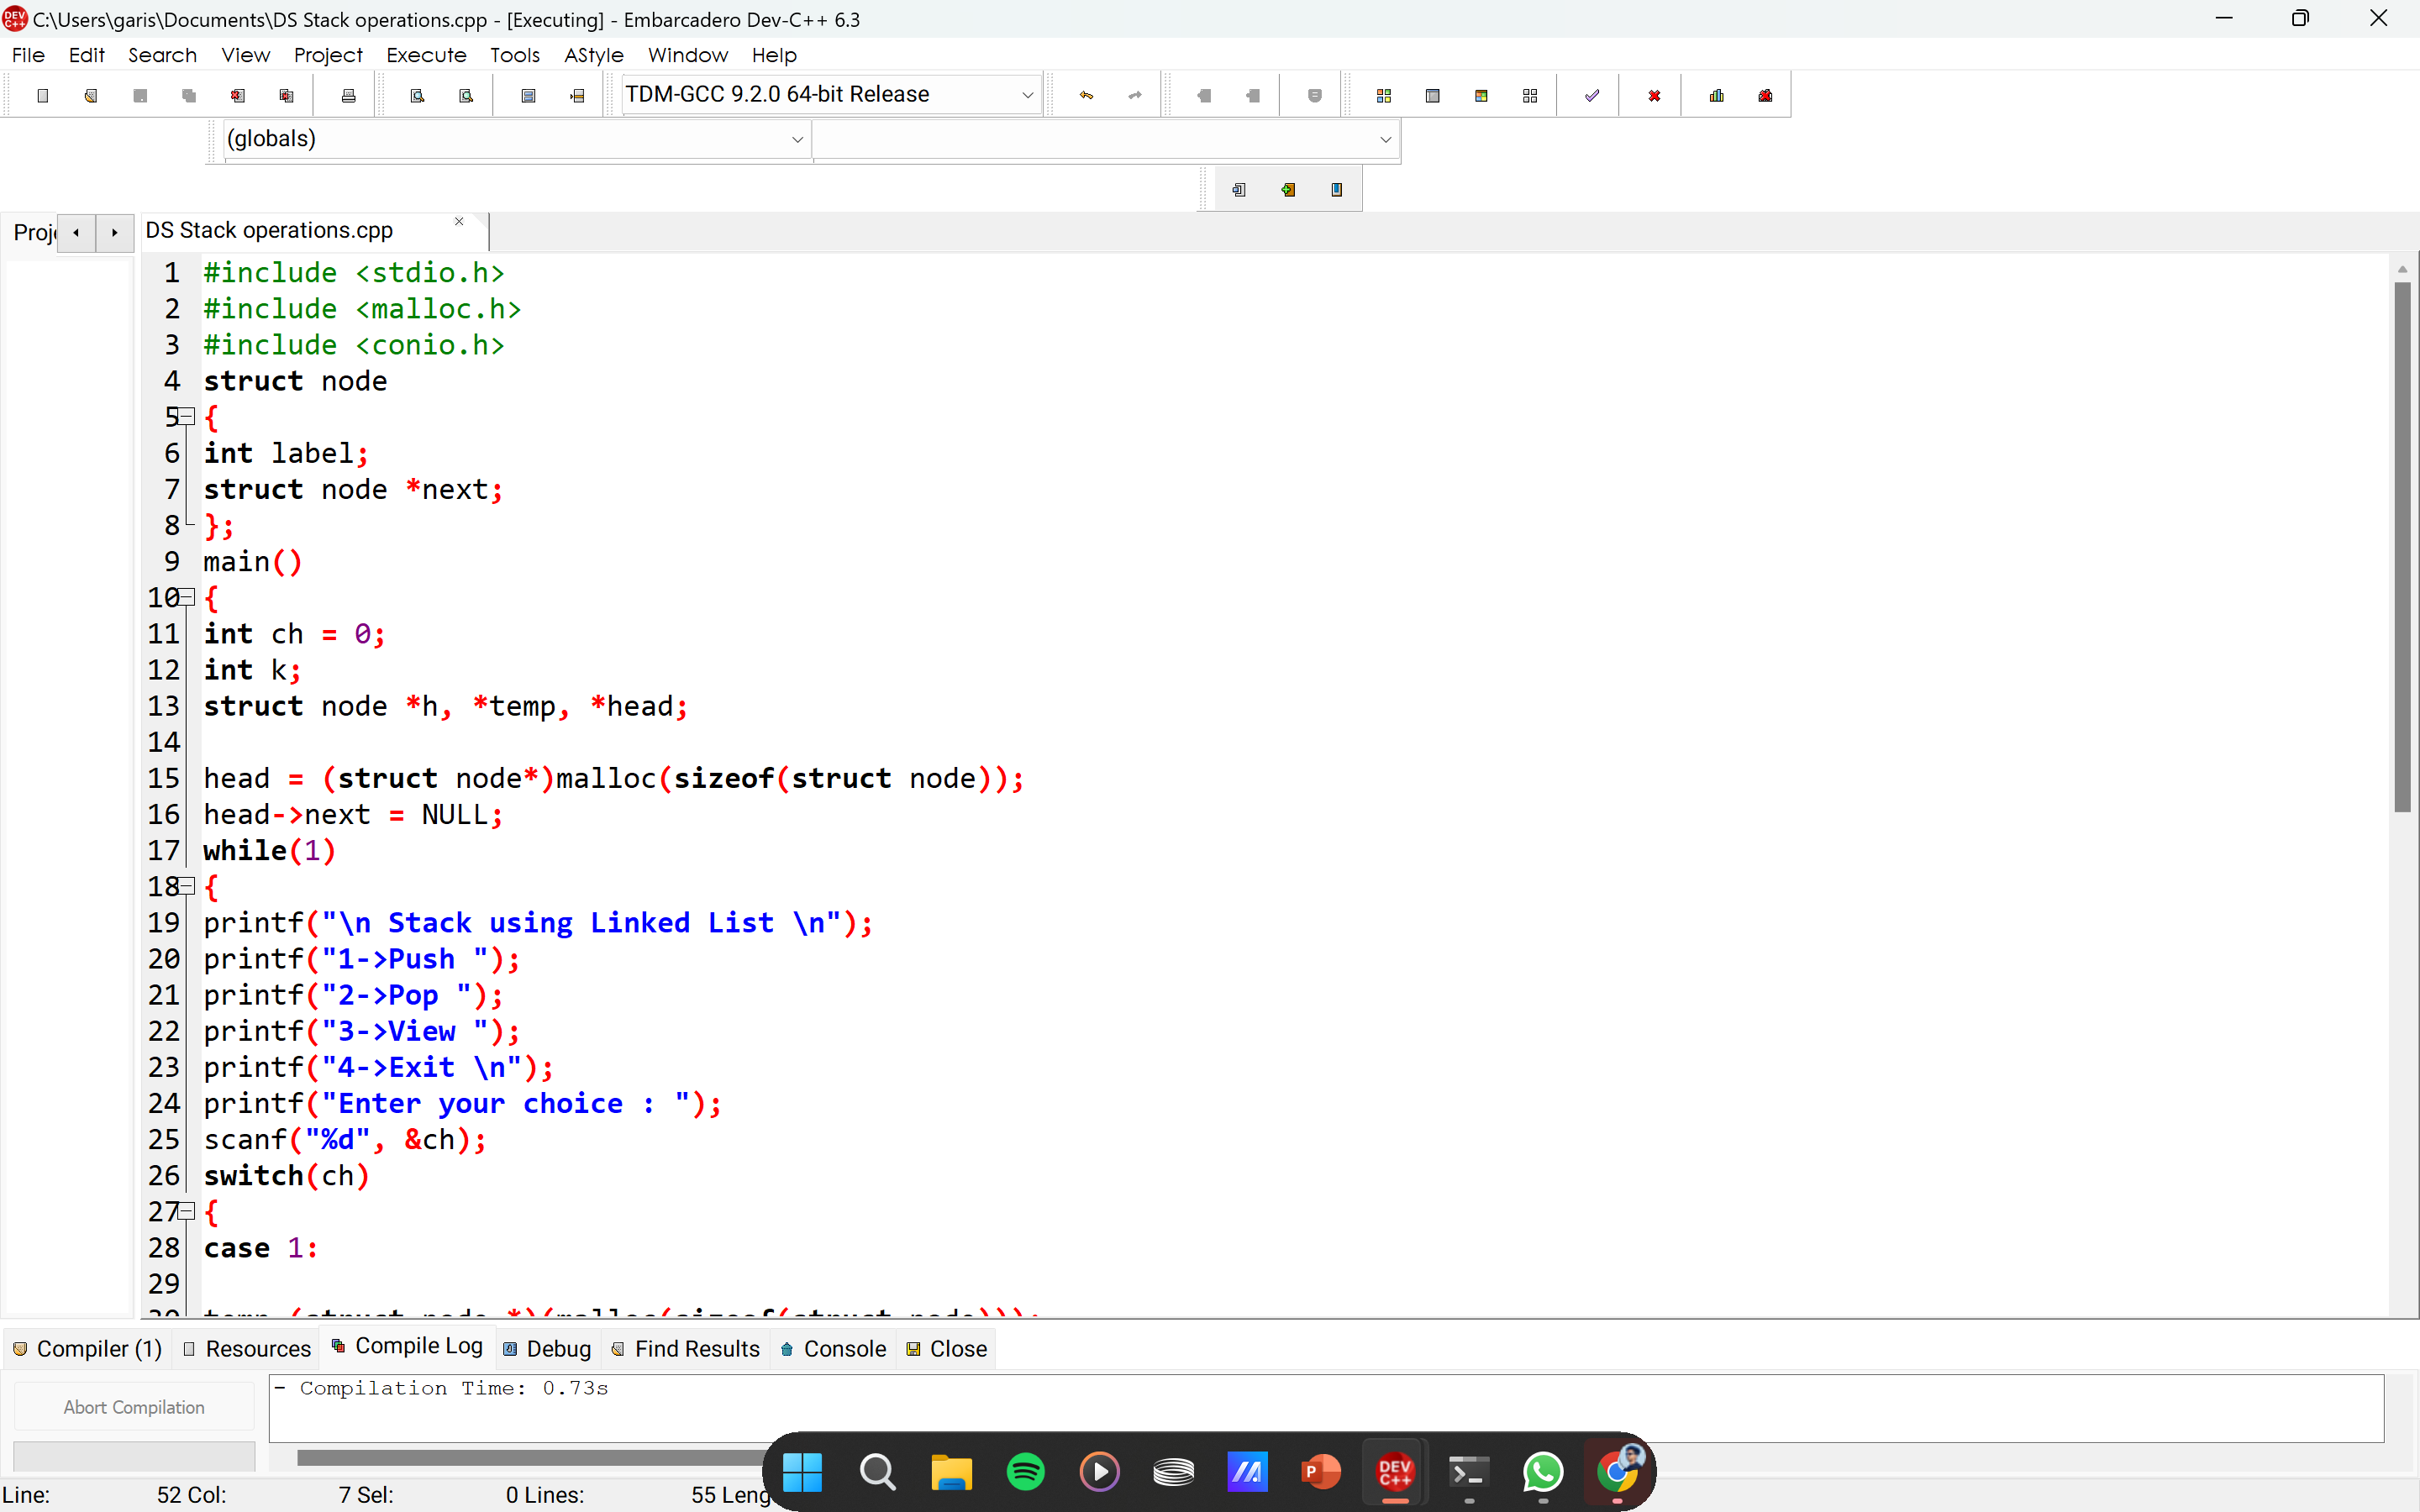 C:\Users\garis\Documents\DS Stack operations.cpp - [Executing] - Embarcadero Dev-C++ 6.3
File Edit Search View Project Execute Tools AStyle Window Help
TDM-GCC 9.2.0 64-bit Release
(globals)
Proj DS Stack operations.cpp
1 #include <stdio.h>
2 #include <malloc.h>
3 #include <conio.h>
4 struct node
5 {
6 int label;
7 struct node *next;
8 };
9 main()
10 {
11 int ch = 0;
12 int k;
13 struct node *h, *temp, *head;
14
15 head = (struct node*)malloc(sizeof(struct node));
16 head->next = NULL;
17 while(1)
18 {
19 printf("\n Stack using Linked List \n");
20 printf("1->Push ");
21 printf("2->Pop ");
22 printf("3->View ");
23 printf("4->Exit \n");
24 printf("Enter your choice : ");
25 scanf("%d", &ch);
26 switch(ch)
27 {
28 case 1:
29
Compiler (1) Resources Compile Log Debug Find Results Console Close
- Compilation Time: 0.73s
Abort Compilation
DEV C++
Line: 52 Col: 7 Sel: 0 Lines: 55 Leng